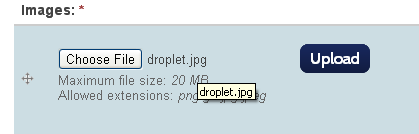 Images: *
Choose File droplet.jpg Upload
Maximum file size: 20 MB
Allowed extensions: png
droplet.jpg